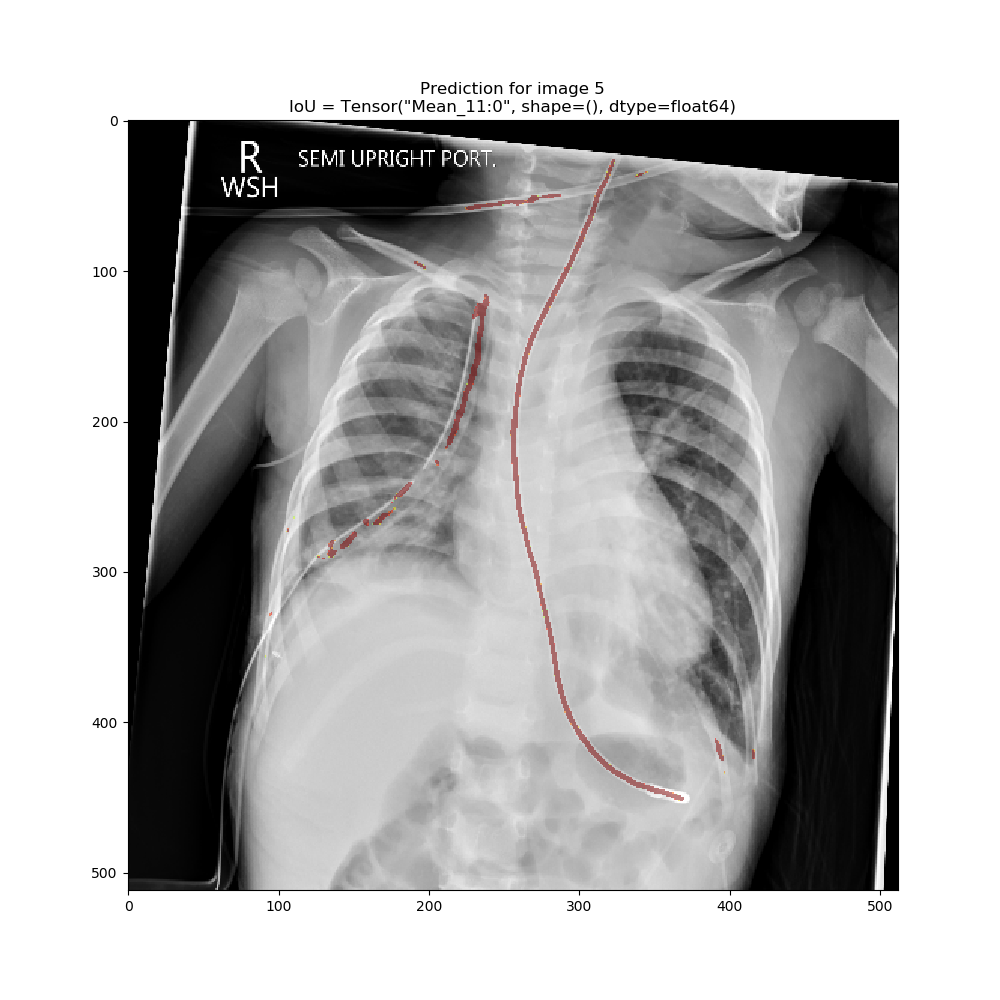 Prediction for image 5
IoU = Tensor("Mean_11:0", shape=(), dtype=float64)
R
SEMI UPRIGHT PORT.
WSH
0
100
200
300
400
500
0
100
200
300
400
500